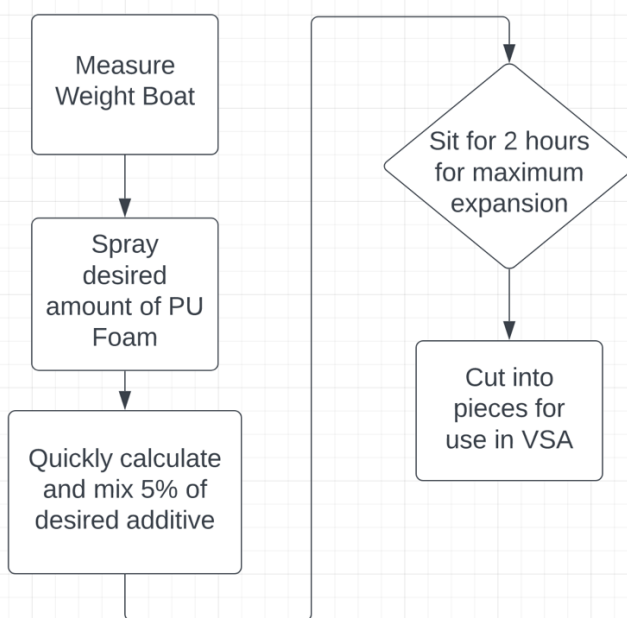 Measure
Weight Boat
Spray
desired
amount of PU
Foam
Quickly calculate
and mix 5% of
desired additive
Sit for 2 hours
for maximum
expansion
Cut into
pieces for
use in VSA